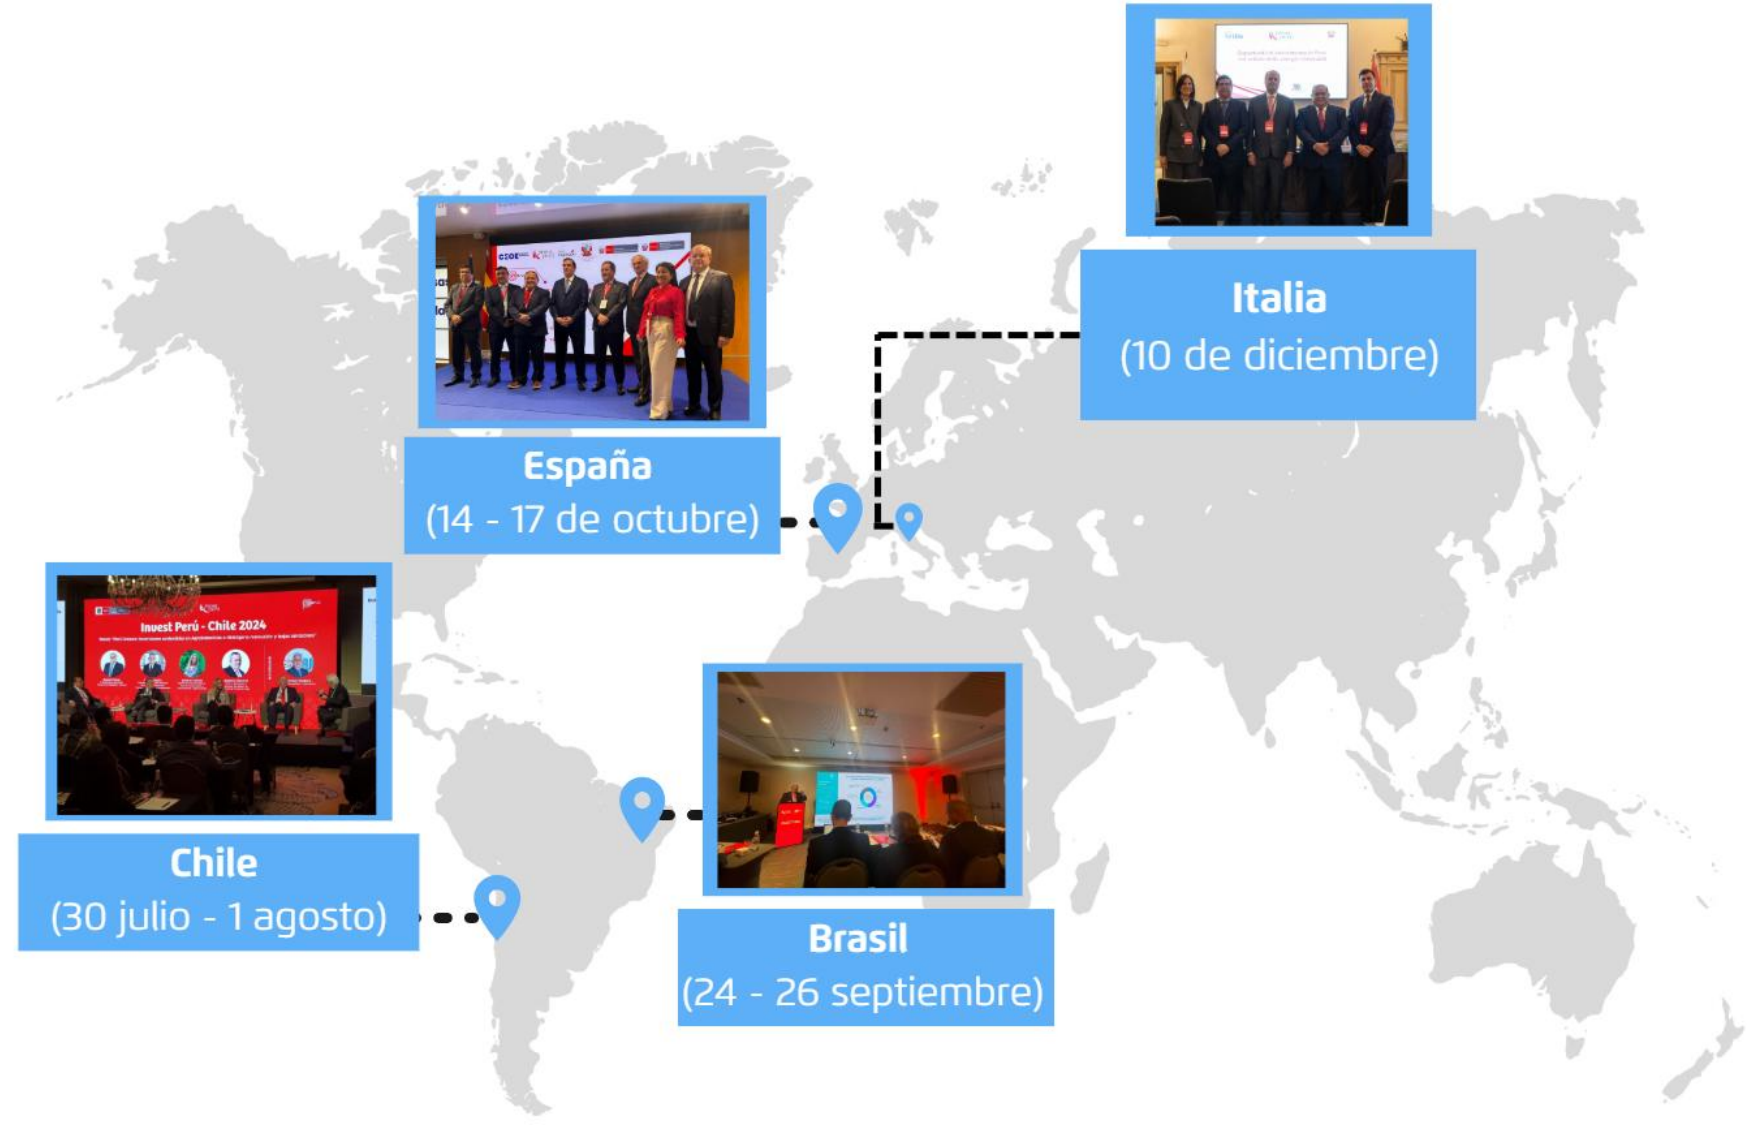 Italia
(10 de diciembre)
CEOE
España
(14 - 17 de octubre)
Invest Perú - Chile 2024
Chile
(30 julio - 1 agosto)
Brasil
(24 - 26 septiembre)